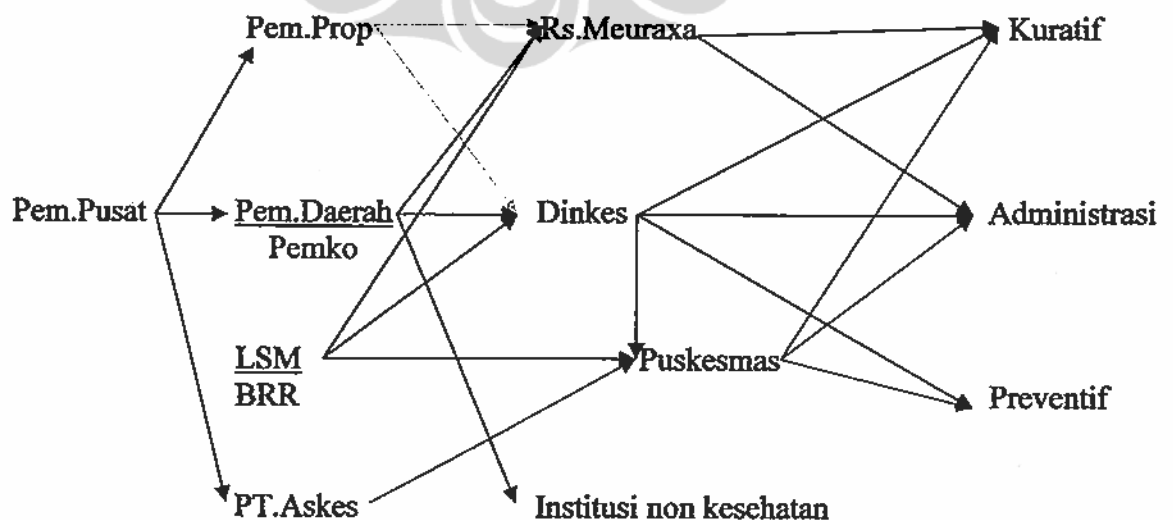 Pem.Prop
Rs.Meuraxa
Kuratif
Pem.Pusat
Pem.Daerah
Pemko
Dinkes
Administrasi
LSM
BRR
Puskesmas
Preventif
PT.Askes
Institusi non kesehatan